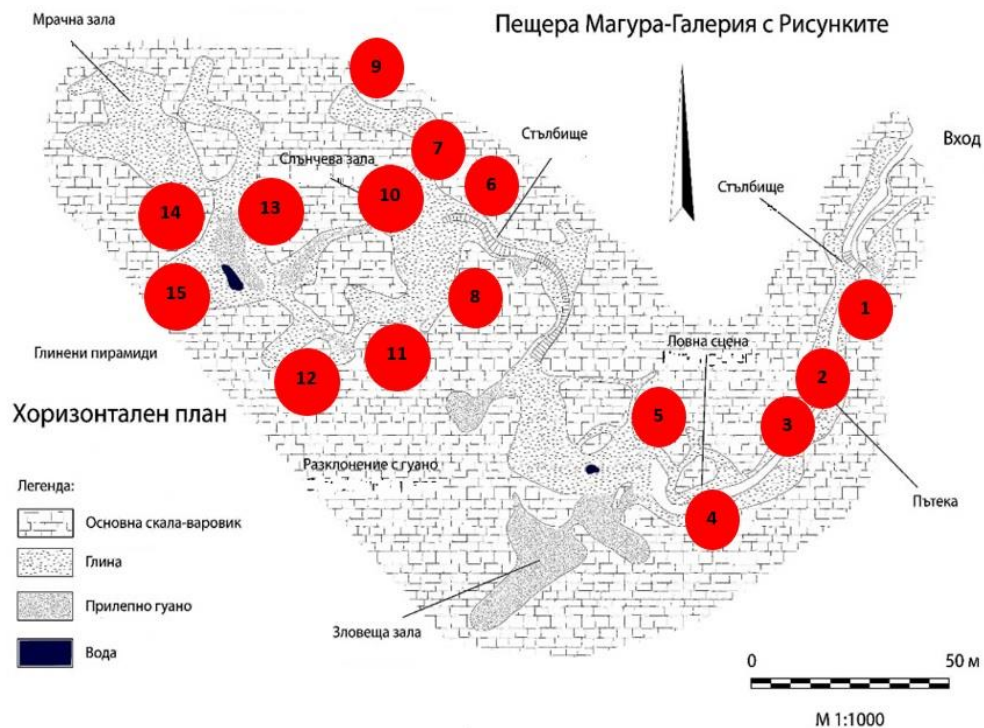 Мрачна зала
Пещера Магура-Галерия с Рисунките
9
Стълбище
Вход
7
Слънчева зала
6
Стълбище
10
14
13
15
8
1
Глинени пирамиди
Ловна сцена
11
12
2
Хоризонтален план
5
3
Разклонение с гуано
Легенда:
Пътека
4
Основна скала-варовик
Глина
Прилепно гуано
Зловеща зала
Вода
0 50 м
М 1:1000